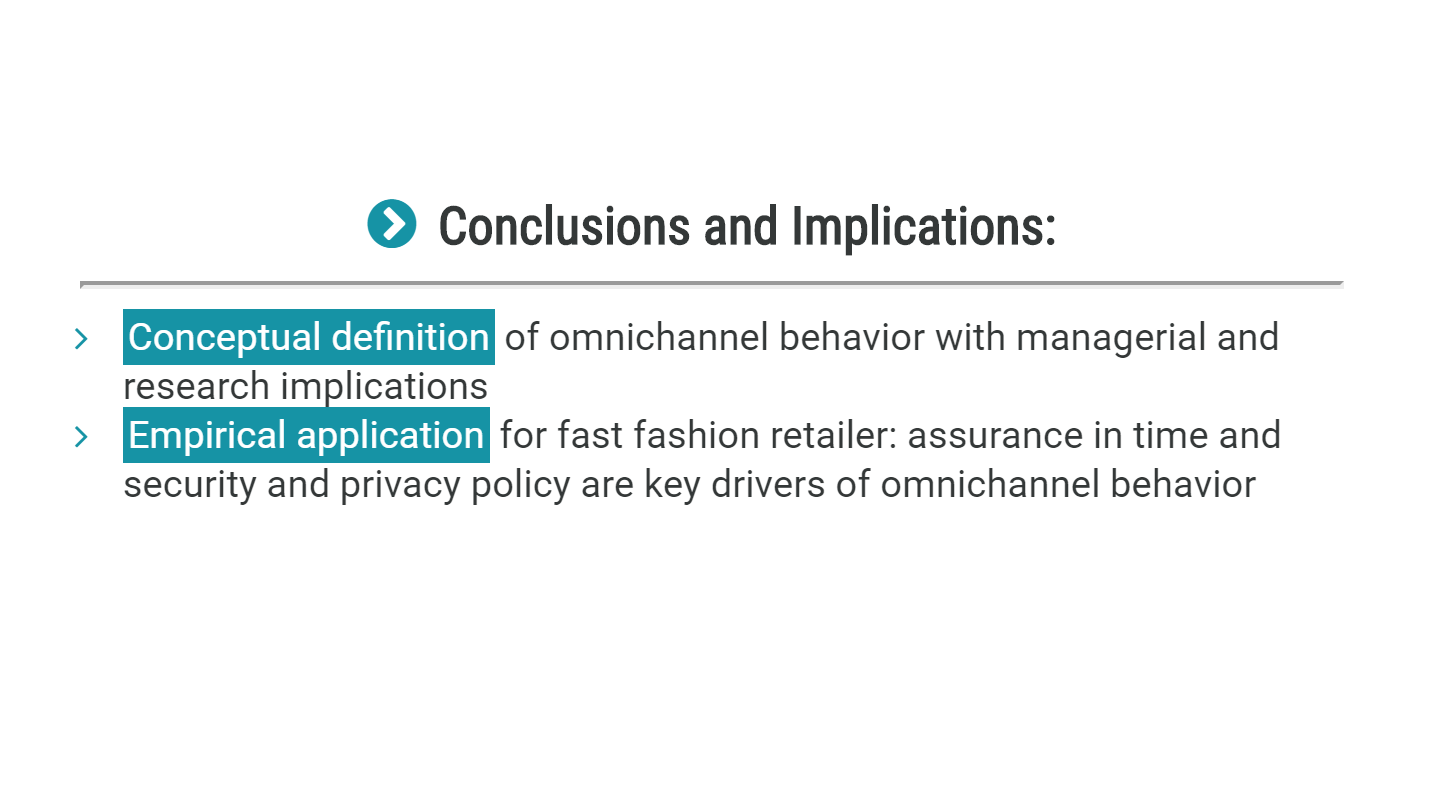 Conclusions and Implications:
Conceptual definition of omnichannel behavior with managerial and
research implications
Empirical application for fast fashion retailer: assurance in time and
security and privacy policy are key drivers of omnichannel behavior